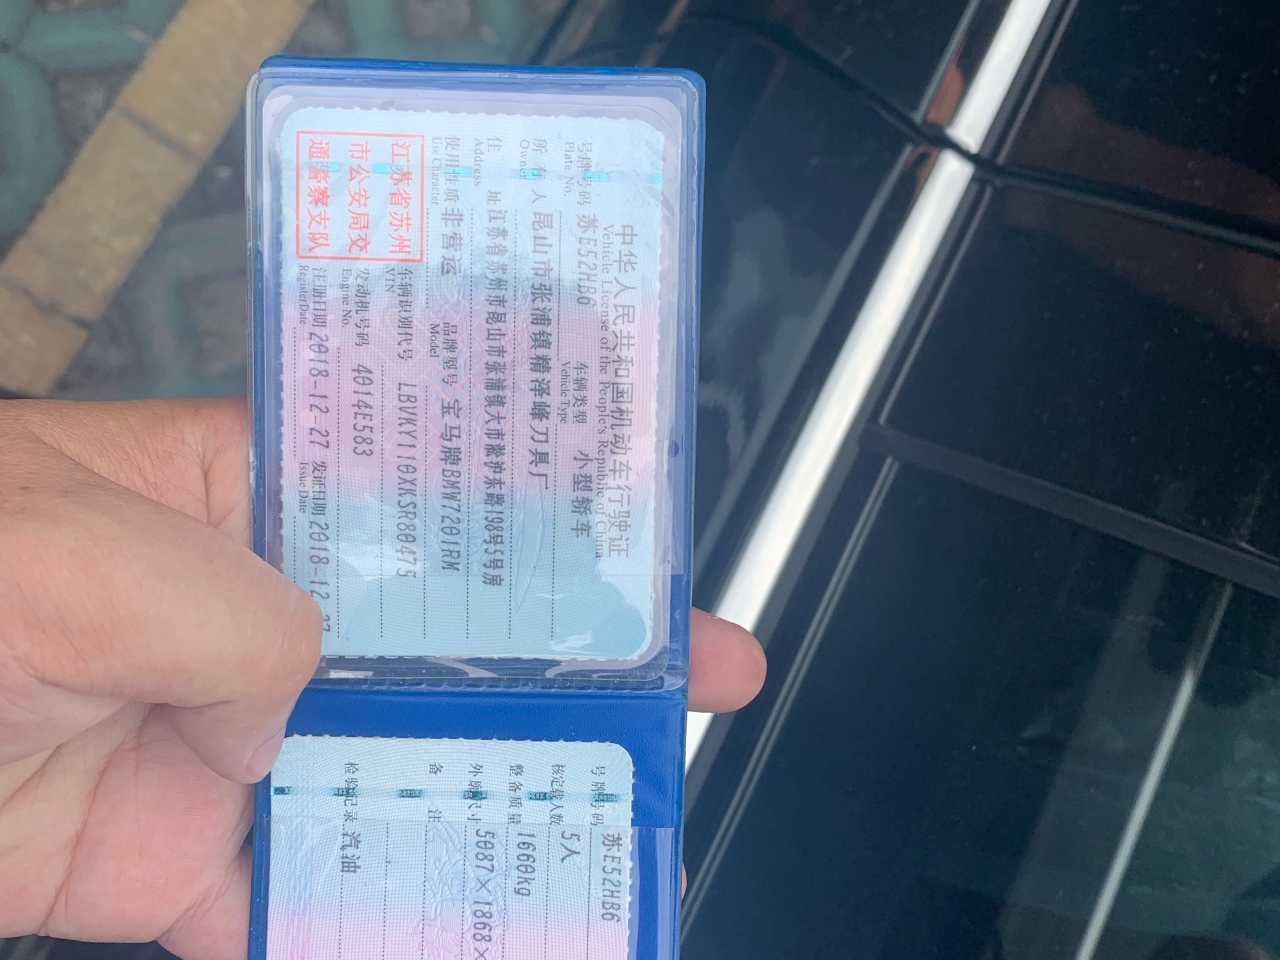 中华人民共和国机动车行驶证
Vehicle License of the People's Republic of China
号牌号码 苏E52HB6 车辆类型 小型轿车
Plate No. Vehicle Type
所有人 昆山市张浦镇精泽峰刀具厂
Owner
住址 江苏省苏州市昆山市张浦镇大市淞沪东路198号5号房
Address
使用性质 非营运 品牌型号 宝马牌BMW7201RM
Use Character Model
江苏省苏州
市公安局交
通警察支队
车辆识别代号 LBVKY110XKSR80475
VIN
发动机号码 4014E583
Engine No.
注册日期 2018-12-27 发证日期 2018-12-27
Register Date Issue Date
号牌号码 苏E52HB6
核定载人数 5人
整备质量 1660kg
外廓尺寸 5087×1868×
备注
检验记录 汽油